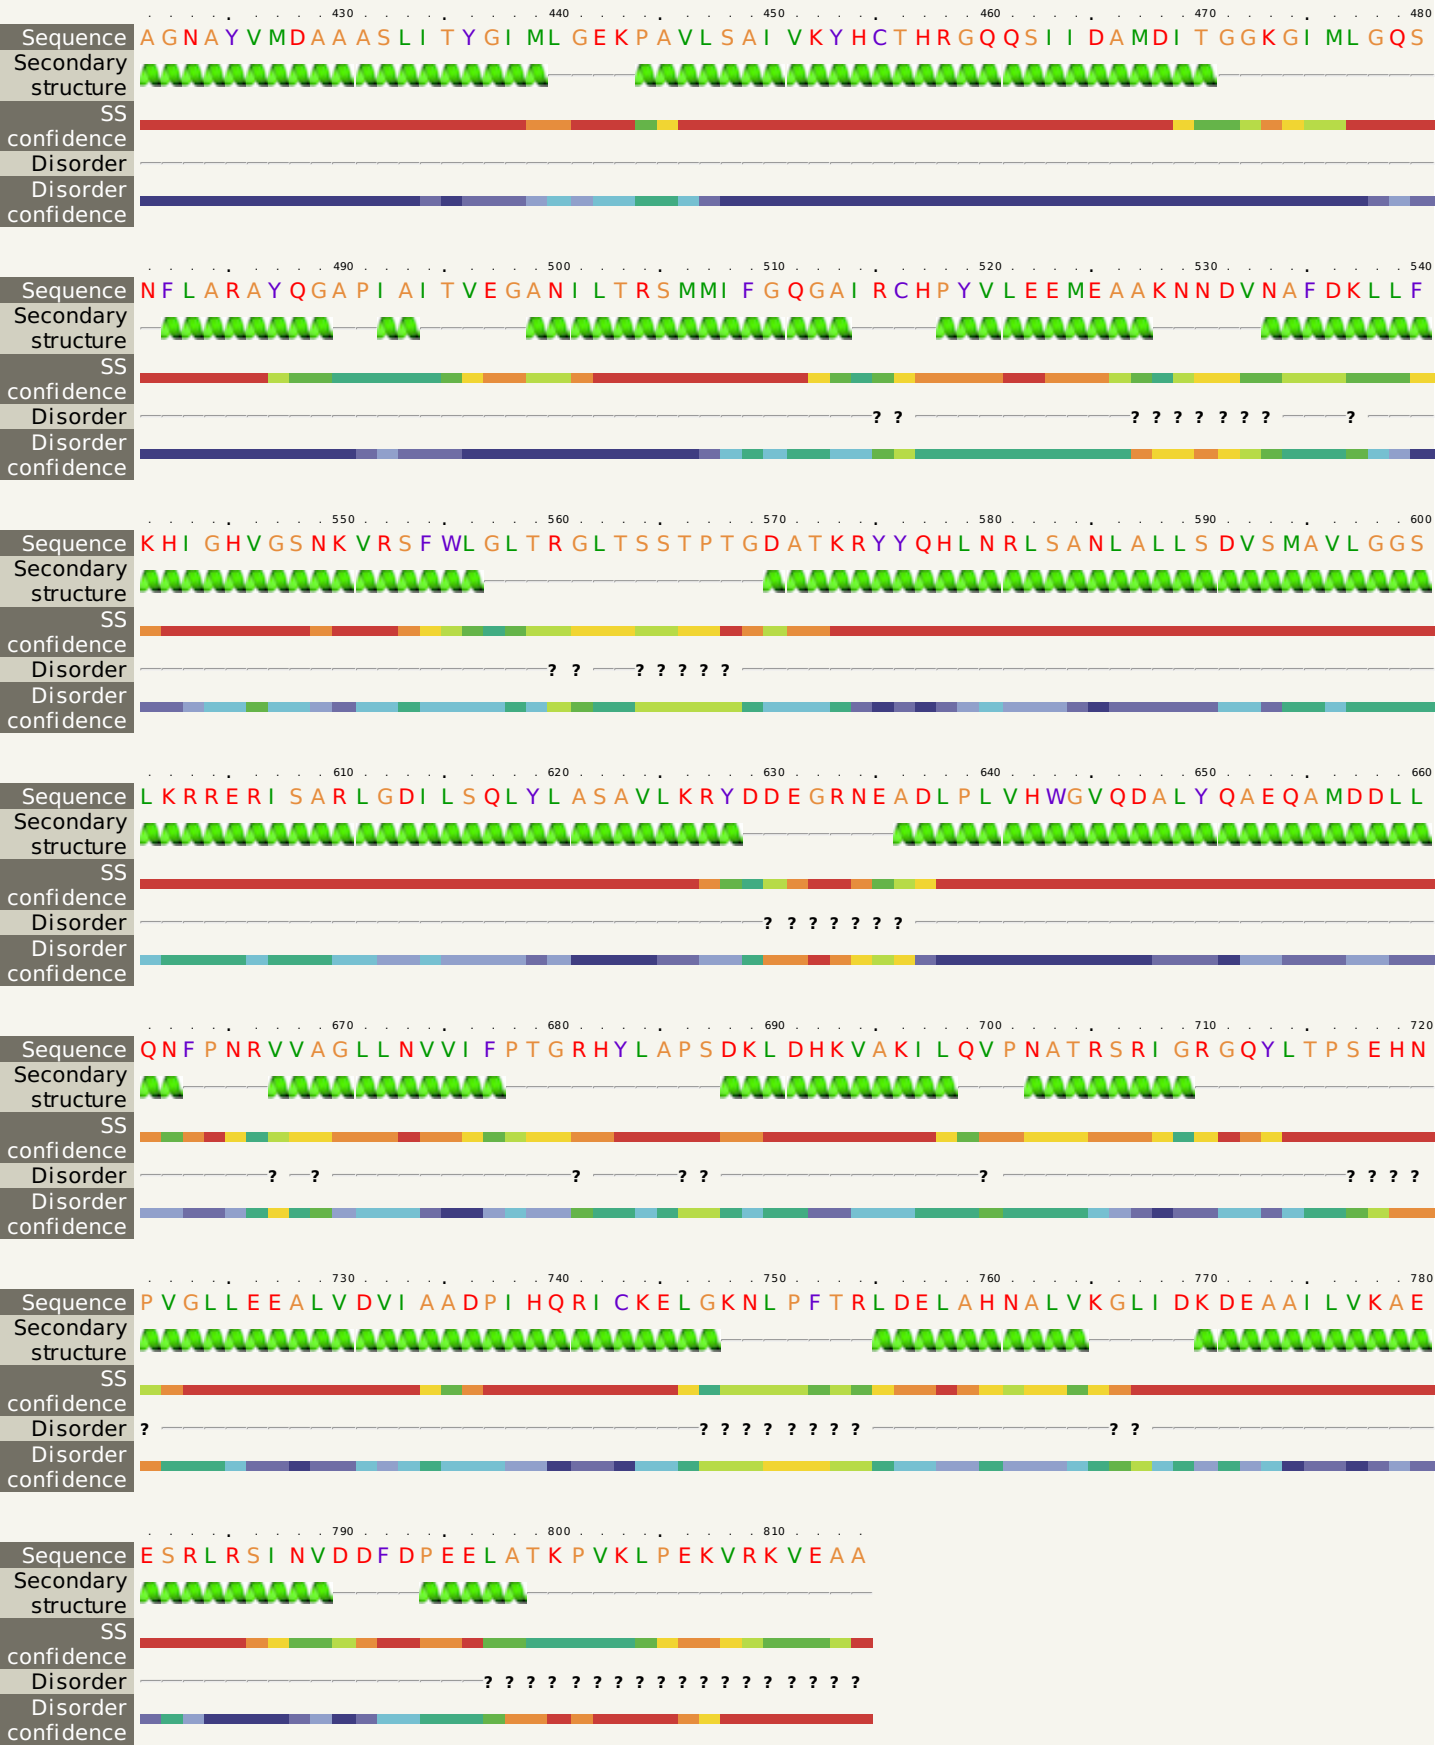 430 440 450 460 470 480
Sequence AGNAYVMDAAASLITYGIMLGEKPAVLSAIVKYHCTHRGQQSIIDAMDITGGKGIMLGQS
Secondary
structure
SS
confidence
Disorder
Disorder
confidence
490 500 510 520 530 540
Sequence NFLARAYQGAPIAITVEGANILTRSMMIFGQGAIRCHPYVLEEMEAAKNNDVNAFDKLLF
Secondary
structure
SS
confidence
Disorder ? ? ? ? ? ? ? ? ? ?
Disorder
confidence
550 560 570 580 590 600
Sequence KHIGHVGSNKVRSFWLGLTRGLTSSTPTGDATKRYYQHLNRLSANLALLSDVSMAVLGGS
Secondary
structure
SS
confidence
Disorder ? ? ? ? ? ? ?
Disorder
confidence
610 620 630 640 650 660
Sequence LKRRERISARLGDILSQLYLASAVLKRYDDEGRNEADLPLVHWGVQDALYQAEQAMDDLL
Secondary
structure
SS
confidence
Disorder ? ? ? ? ? ? ?
Disorder
confidence
670 680 690 700 710 720
Sequence QNFPNRVVAGLLNVVIFPTGRHYLAPSDKLDHKVAKILQVPNATRSRIGRGQYLTPSEHN
Secondary
structure
SS
confidence
Disorder ? ? ? ? ? ? ? ? ? ?
Disorder
confidence
730 740 750 760 770 780
Sequence PVGLLEEALVDVIAADPIHQRICKELGKNLPFTRLDELAHNALVKGLIDKDEAAILVKAE
Secondary
structure
SS
confidence
Disorder ? ? ? ? ? ? ? ? ? ? ?
Disorder
confidence
790 800 810
Sequence ESRLRSINVDDFDPEELATKPVKLPEKVRKVEAA
Secondary
structure
SS
confidence
Disorder ? ? ? ? ? ? ? ? ? ? ? ? ? ? ? ? ? ?
Disorder
confidence